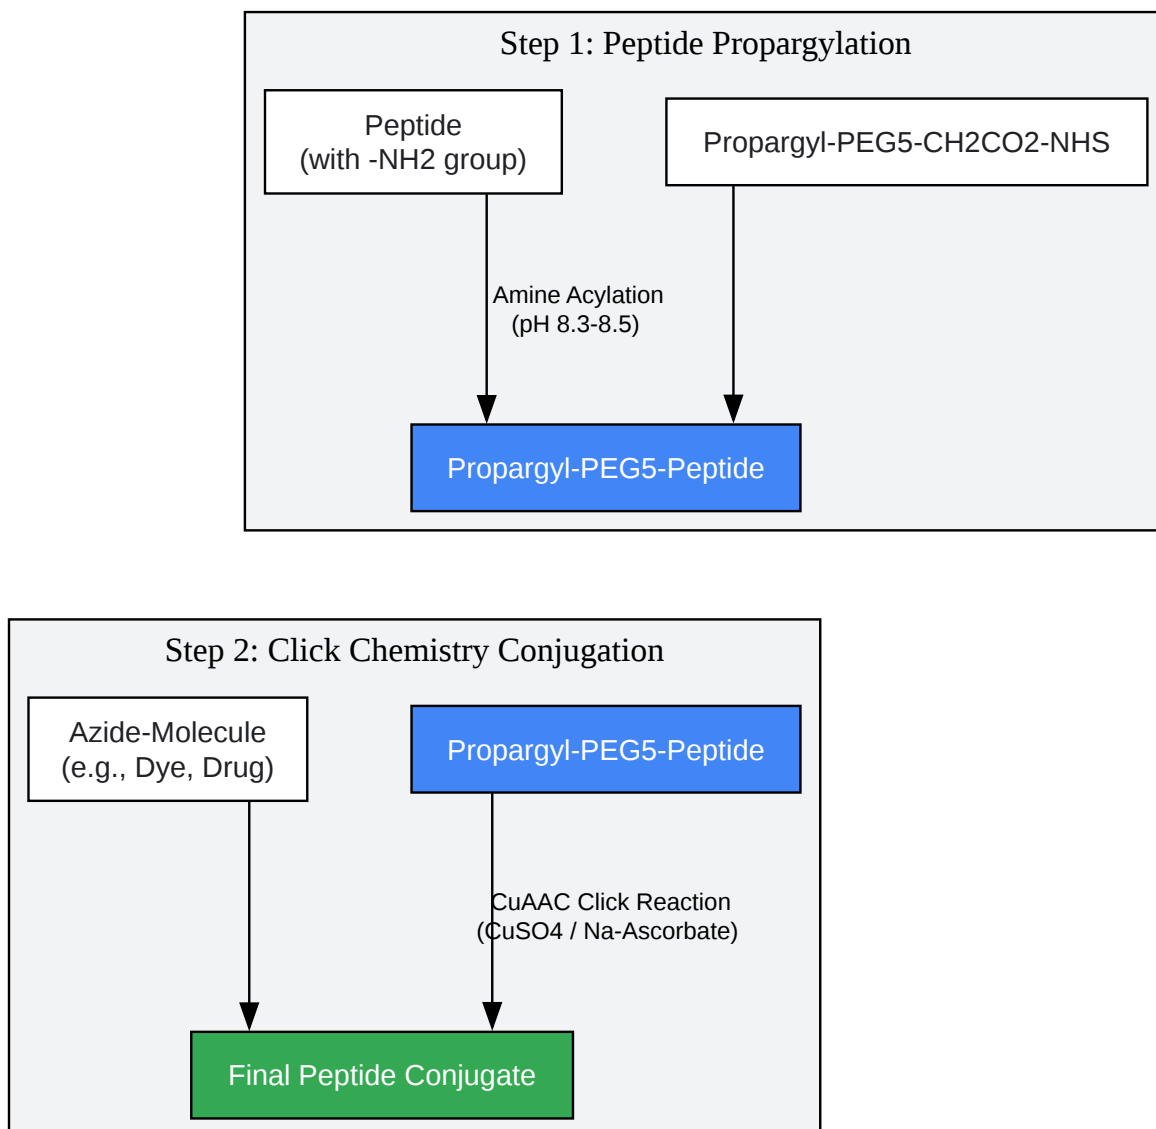 Step 1: Peptide Propargylation
Peptide
(with -NH2 group)
Propargyl-PEG5-CH2CO2-NHS
Amine Acylation
(pH 8.3-8.5)
Propargyl-PEG5-Peptide
Step 2: Click Chemistry Conjugation
Azide-Molecule
(e.g., Dye, Drug)
Propargyl-PEG5-Peptide
CuAAC Click Reaction
(CuSO4 / Na-Ascorbate)
Final Peptide Conjugate